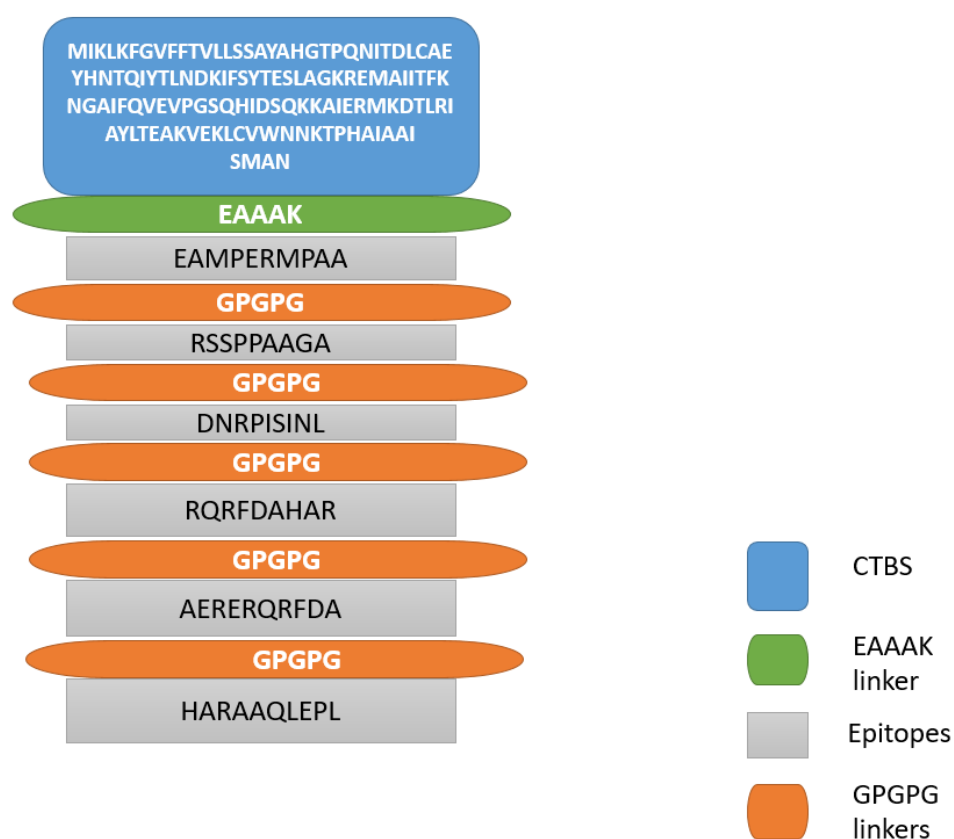 MIKLKFGVFFTVLLSSAYAHGTPQNITDLCAE
YHNTQIYTLNDKIFSYTESLAGKREMAIITFK
NGAIFQVEVPGSQHIDSQKKAIERMKDTLRI
AYLTEAKVEKLCVWNNKTPHAIAAI
SMAN
EAAAK
EAMPERMPAA
GPGPG
RSSPPAAGA
GPGPG
DNRPISINL
GPGPG
RQRFDAHAR
GPGPG
AERERQRFDA
GPGPG
HARAAQLEPL
CTBS
EAAAK
linker
Epitopes
GPGPG
linkers